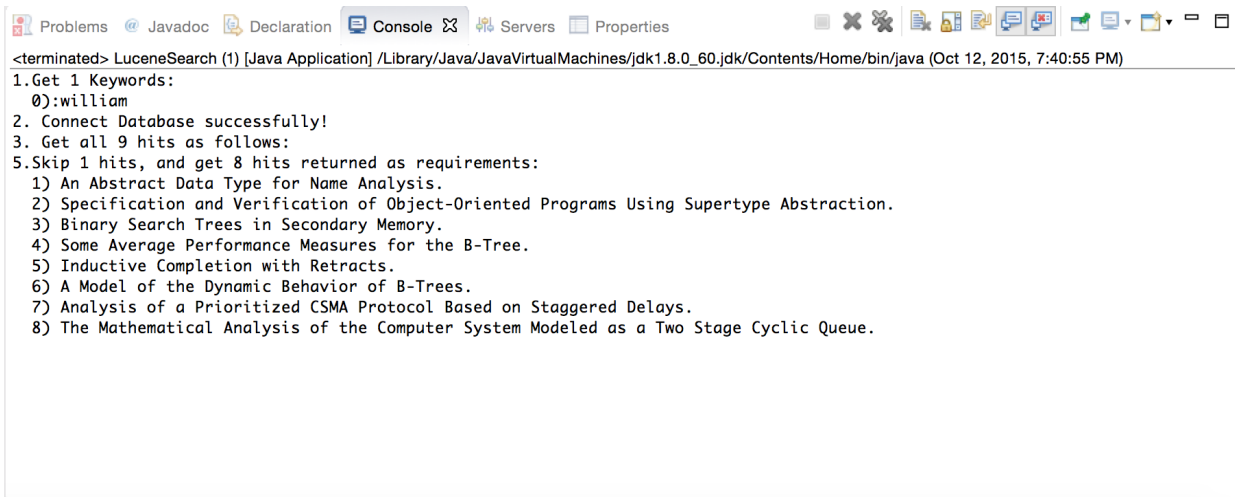 Problems @ Javadoc Declaration Console Servers Properties
<terminated> LuceneSearch (1) [Java Application] /Library/Java/JavaVirtualMachines/jdk1.8.0_60.jdk/Contents/Home/bin/java (Oct 12, 2015, 7:40:55 PM)
1.Get 1 Keywords:
  0):william
2. Connect Database successfully!
3. Get all 9 hits as follows:
5.Skip 1 hits, and get 8 hits returned as requirements:
  1) An Abstract Data Type for Name Analysis.
  2) Specification and Verification of Object-Oriented Programs Using Supertype Abstraction.
  3) Binary Search Trees in Secondary Memory.
  4) Some Average Performance Measures for the B-Tree.
  5) Inductive Completion with Retracts.
  6) A Model of the Dynamic Behavior of B-Trees.
  7) Analysis of a Prioritized CSMA Protocol Based on Staggered Delays.
  8) The Mathematical Analysis of the Computer System Modeled as a Two Stage Cyclic Queue.